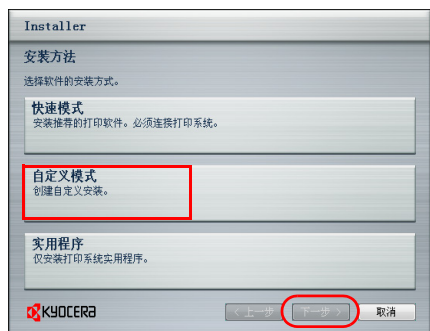 Installer
安装方法
选择软件的安装方式。
快速模式
安装推荐的打印软件。必须连接打印系统。
自定义模式
创建自定义安装。
实用程序
仅安装打印系统实用程序。
KYOCERA
<上一步
下一步>
取消